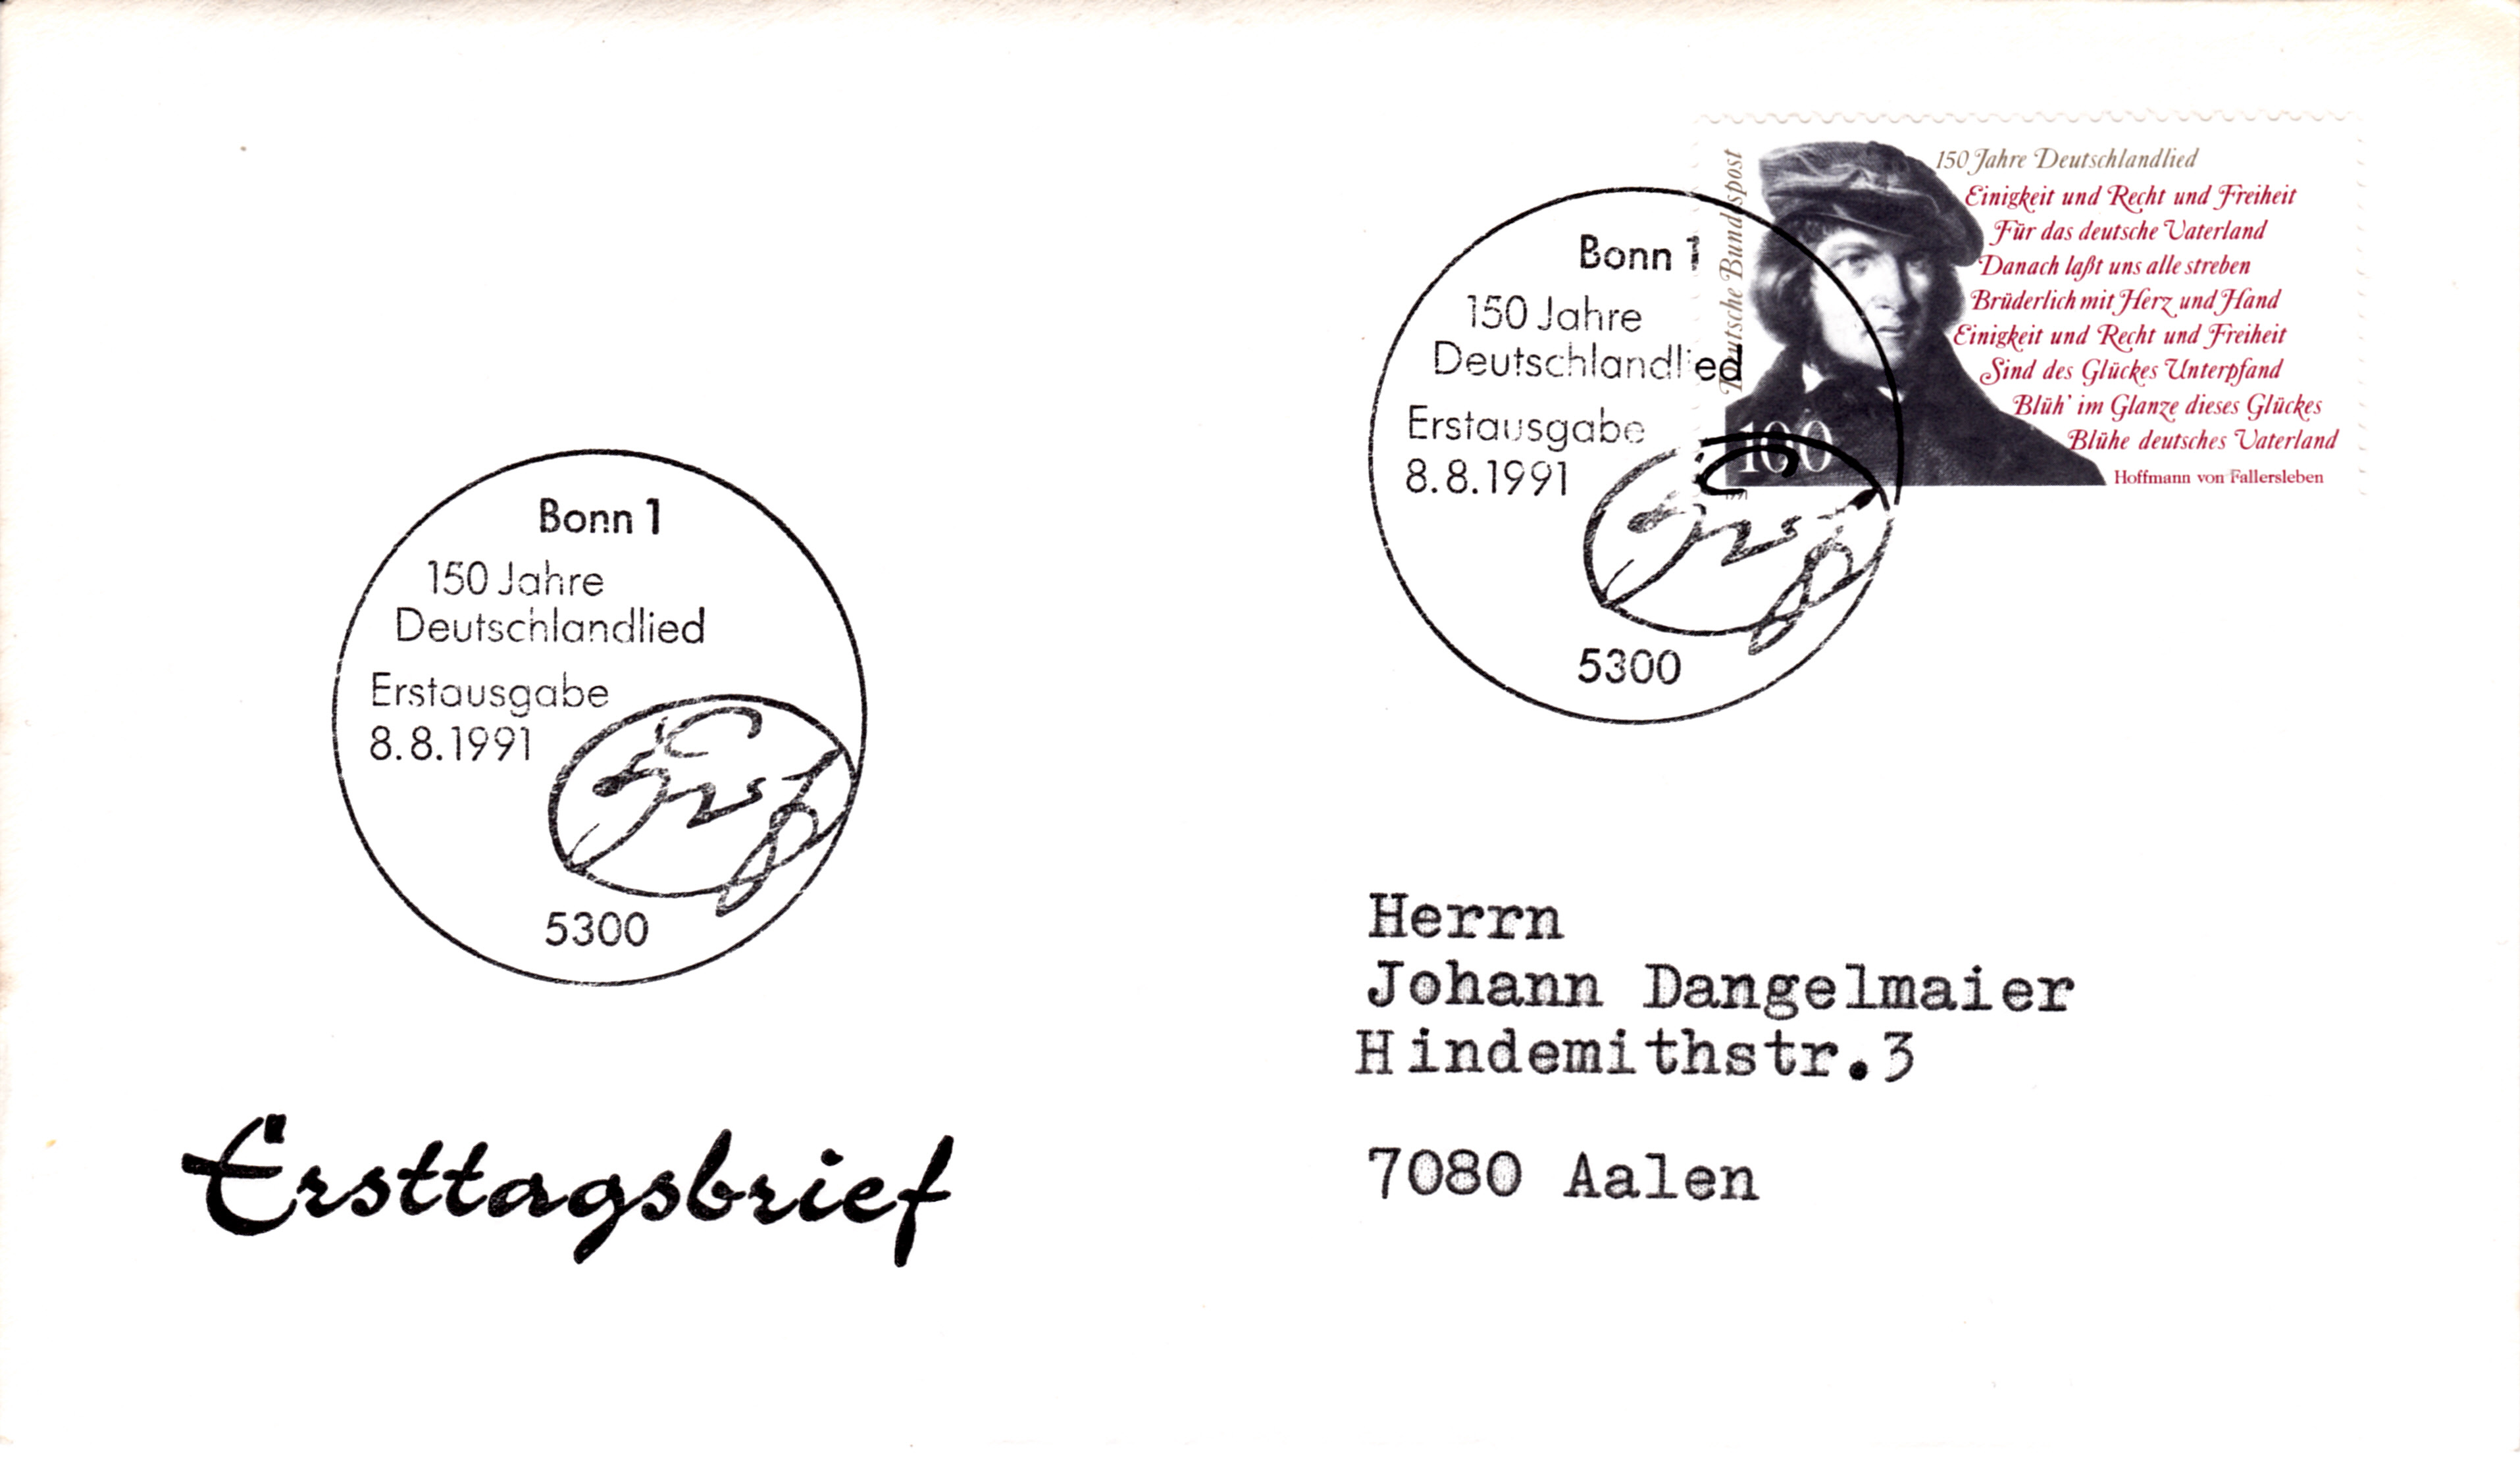 Deutsche Bundespost
150 Jahre Deutschlandlied
Einigkeit und Recht und Freiheit
Für das deutsche Vaterland
Danach laßt uns alle streben
Brüderlich mit Herz und Hand
Einigkeit und Recht und Freiheit
Sind des Glückes Unterpfand
Blüh' im Glanze dieses Glückes
Blühe deutsches Vaterland
Hoffmann von Fallersleben
100
1991
Bonn 1
150 Jahre
Deutschlandlied
Erstausgabe
8.8.1991
5300
Bonn 1
150 Jahre
Deutschlandlied
Erstausgabe
8.8.1991
5300
Herrn
Johann Dangelmaier
Hindemithstr.3
7080 Aalen
Ersttagsbrief